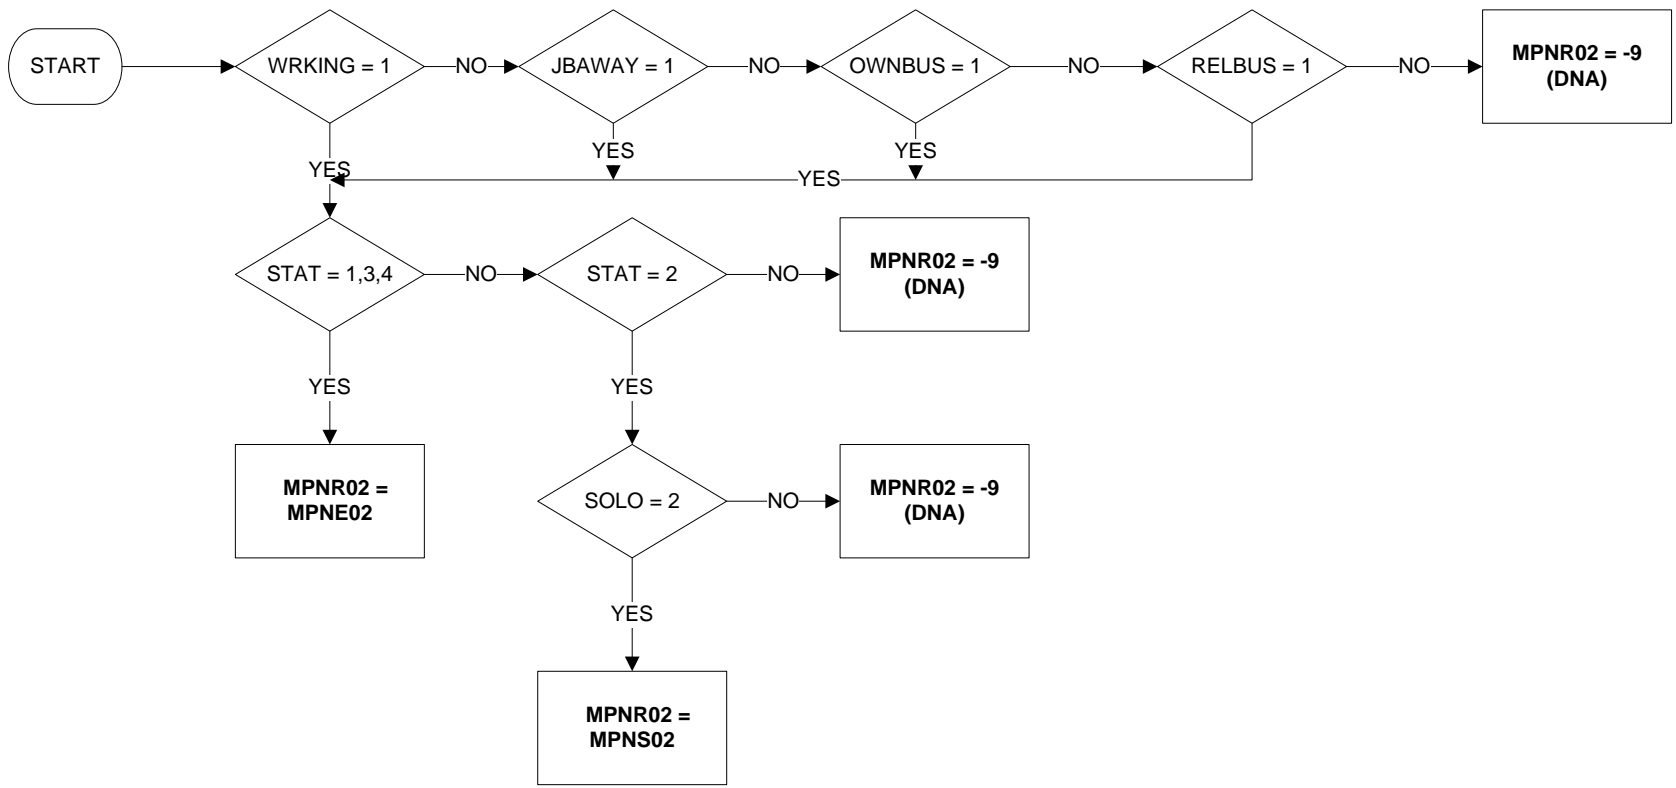 START
WRKING = 1
NO
JBAWAY = 1
NO
OWNBUS = 1
NO
RELBUS = 1
NO
MPNR02 = -9
(DNA)
YES
YES
YES
YES
STAT = 1,3,4
NO
STAT = 2
NO
MPNR02 = -9
(DNA)
YES
YES
MPNR02 =
MPNE02
SOLO = 2
NO
MPNR02 = -9
(DNA)
YES
MPNR02 =
MPNS02